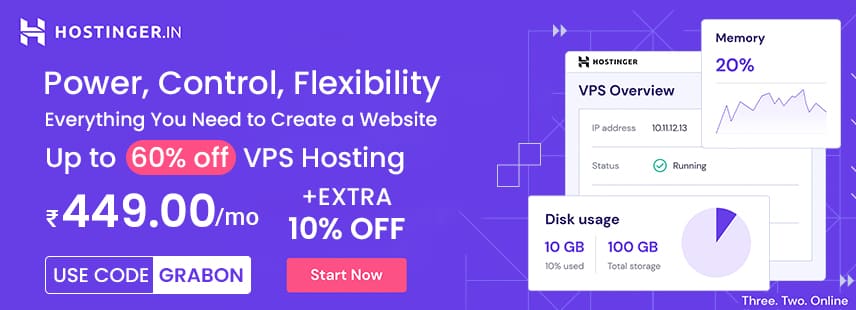 HOSTINGER.IN
Power, Control, Flexibility
Everything You Need to Create a Website
Up to 60% off VPS Hosting
₹449.00/mo
+EXTRA
10% OFF
USE CODE GRABON
Start Now
Memory
20%
HOSTINGER
VPS Overview
IP address 10.11.12.13
Status Running
Disk usage
10 GB 100 GB
10% used Total storage
Three. Two. Online